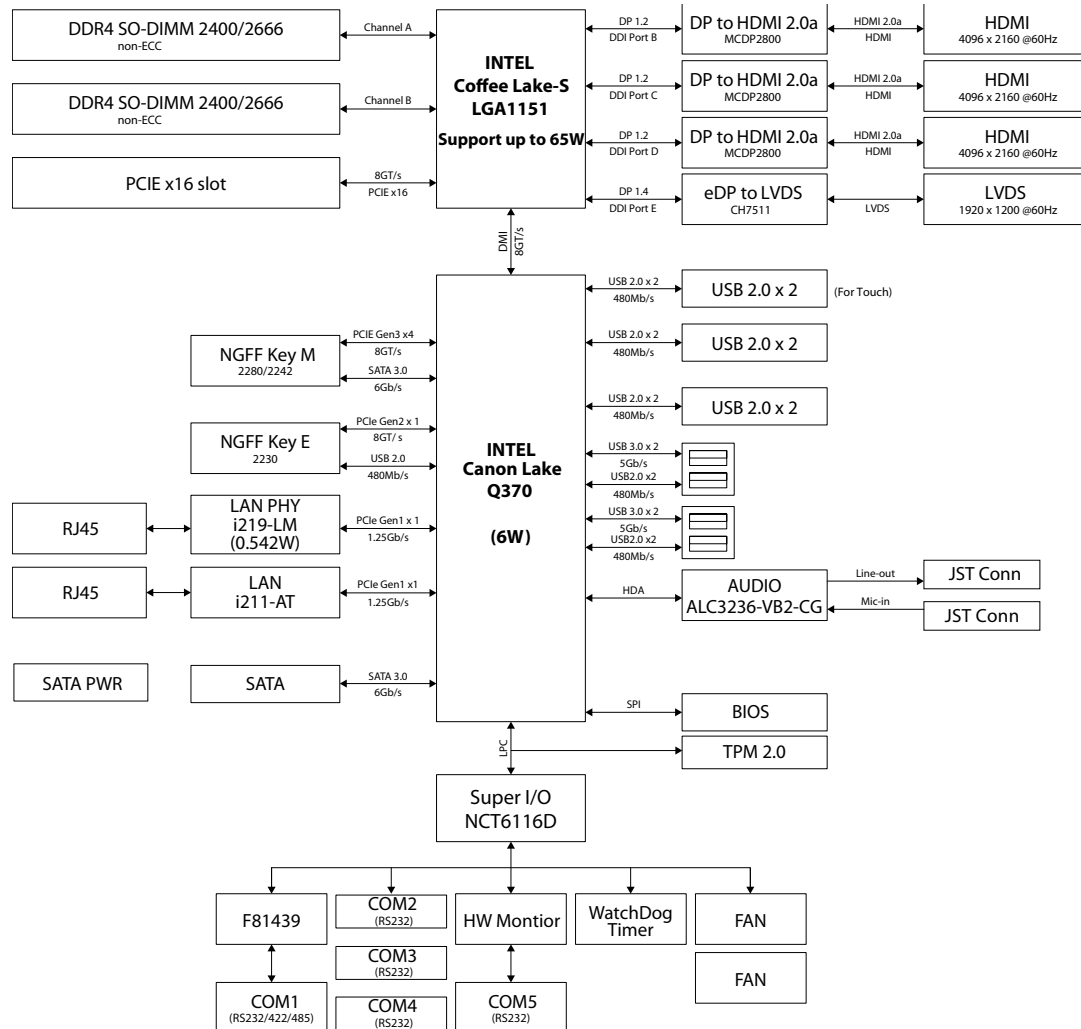 DDR4 SO-DIMM 2400/2666
non-ECC
Channel A
DDR4 SO-DIMM 2400/2666
non-ECC
Channel B
PCIE x16 slot
8GT/s
PCIE x16
INTEL
Coffee Lake-S
LGA1151
Support up to 65W
DP 1.2
DDI Port B
DP to HDMI 2.0a
MCDP2800
HDMI 2.0a
HDMI
HDMI
4096 x 2160 @60Hz
DP 1.2
DDI Port C
DP to HDMI 2.0a
MCDP2800
HDMI 2.0a
HDMI
HDMI
4096 x 2160 @60Hz
DP 1.2
DDI Port D
DP to HDMI 2.0a
MCDP2800
HDMI 2.0a
HDMI
HDMI
4096 x 2160 @60Hz
DP 1.4
DDI Port E
eDP to LVDS
CH7511
LVDS
LVDS
1920 x 1200 @60Hz
DMI
8GT/s
NGFF Key M
2280/2242
PCIE Gen3 x4
8GT/s
SATA 3.0
6Gb/s
NGFF Key E
2230
PCIe Gen2 x 1
8GT/ s
USB 2.0
480Mb/s
RJ45
LAN PHY
i219-LM
(0.542W)
PCIe Gen1 x 1
1.25Gb/s
RJ45
LAN
i211-AT
PCIe Gen1 x1
1.25Gb/s
SATA PWR
SATA
SATA 3.0
6Gb/s
INTEL
Canon Lake
Q370
(6W)
USB 2.0 x 2
480Mb/s
USB 2.0 x 2
(For Touch)
USB 2.0 x 2
480Mb/s
USB 2.0 x 2
USB 2.0 x 2
480Mb/s
USB 2.0 x 2
USB 3.0 x 2
5Gb/s
USB2.0 x2
480Mb/s
USB 3.0 x 2
5Gb/s
USB2.0 x2
480Mb/s
HDA
AUDIO
ALC3236-VB2-CG
Line-out
JST Conn
Mic-in
JST Conn
SPI
BIOS
LPC
TPM 2.0
Super I/O
NCT6116D
F81439
COM2
(RS232)
HW Montior
WatchDog
Timer
FAN
COM3
(RS232)
FAN
COM1
(RS232/422/485)
COM4
(RS232)
COM5
(RS232)